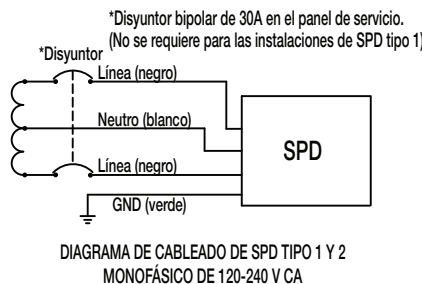 *Disyuntor bipolar de 30A en el panel de servicio.
(No se requiere para las instalaciones de SPD tipo 1)
*Disyuntor
Línea (negro)
Neutro (blanco)
SPD
Línea (negro)
GND (verde)
DIAGRAMA DE CABLEADO DE SPD TIPO 1 Y 2
MONOFÁSICO DE 120-240 V CA